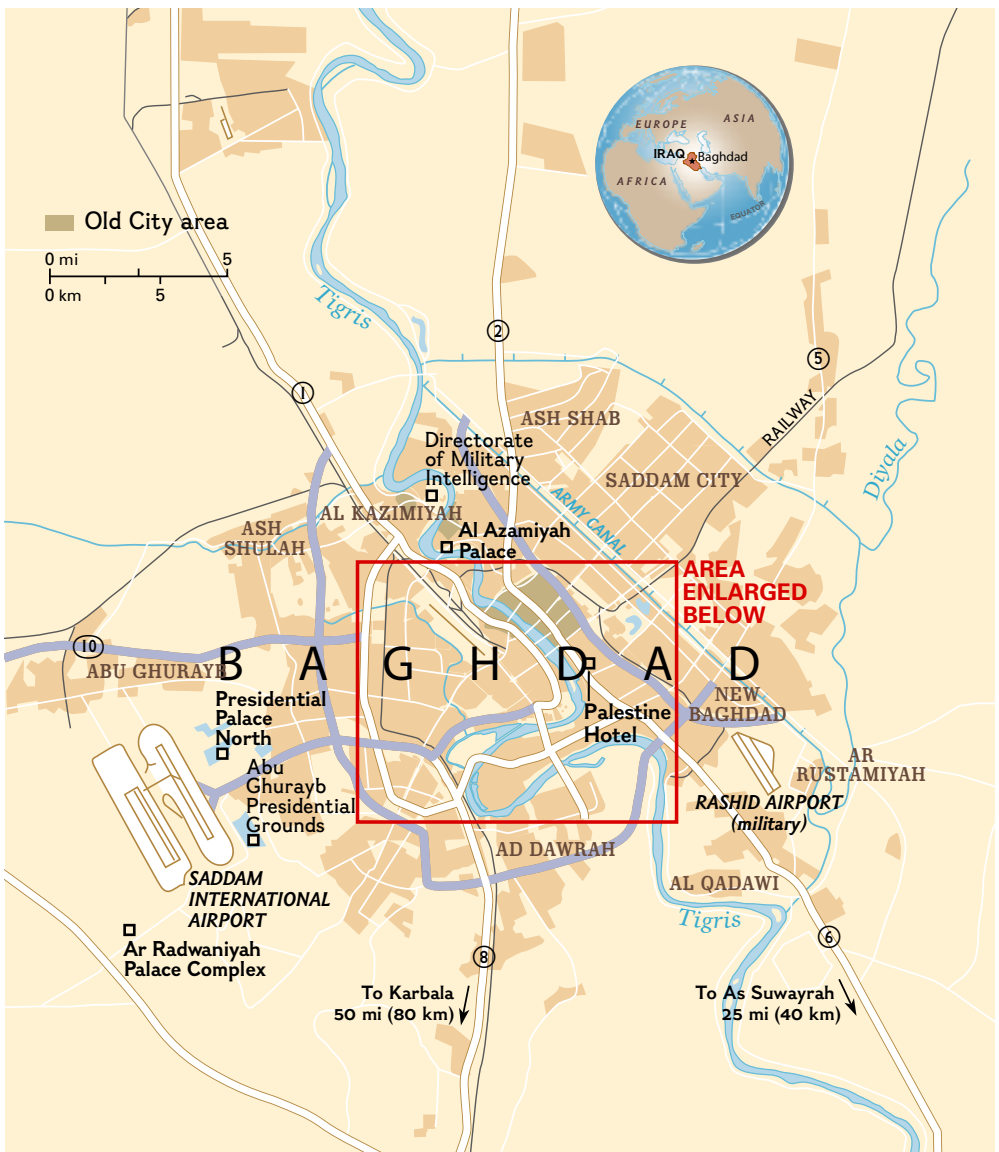 EUROPE
ASIA
IRAQ
Baghdad
AFRICA
EQUATOR
Old City area
0 mi 5
0 km 5
Tigris
2
5
1
RAILWAY
ASH SHAB
Directorate
of Military
Intelligence
SADDAM CITY
Diyala
ARMY CANAL
AL KAZIMIYAH
ASH
SHULAH
Al Azamiyah
Palace
AREA
ENLARGED
BELOW
10
ABU GHURAYB
BAGHDAD
Presidential
Palace
North
Palestine
Hotel
NEW
BAGHDAD
Abu
Ghurayb
Presidential
Grounds
AR
RUSTAMIYAH
RASHID AIRPORT
(military)
AD DAWRAH
SADDAM
INTERNATIONAL
AIRPORT
AL QADAWI
Tigris
Ar Radwaniyah
Palace Complex
8
6
To Karbala
50 mi (80 km)
To As Suwayrah
25 mi (40 km)